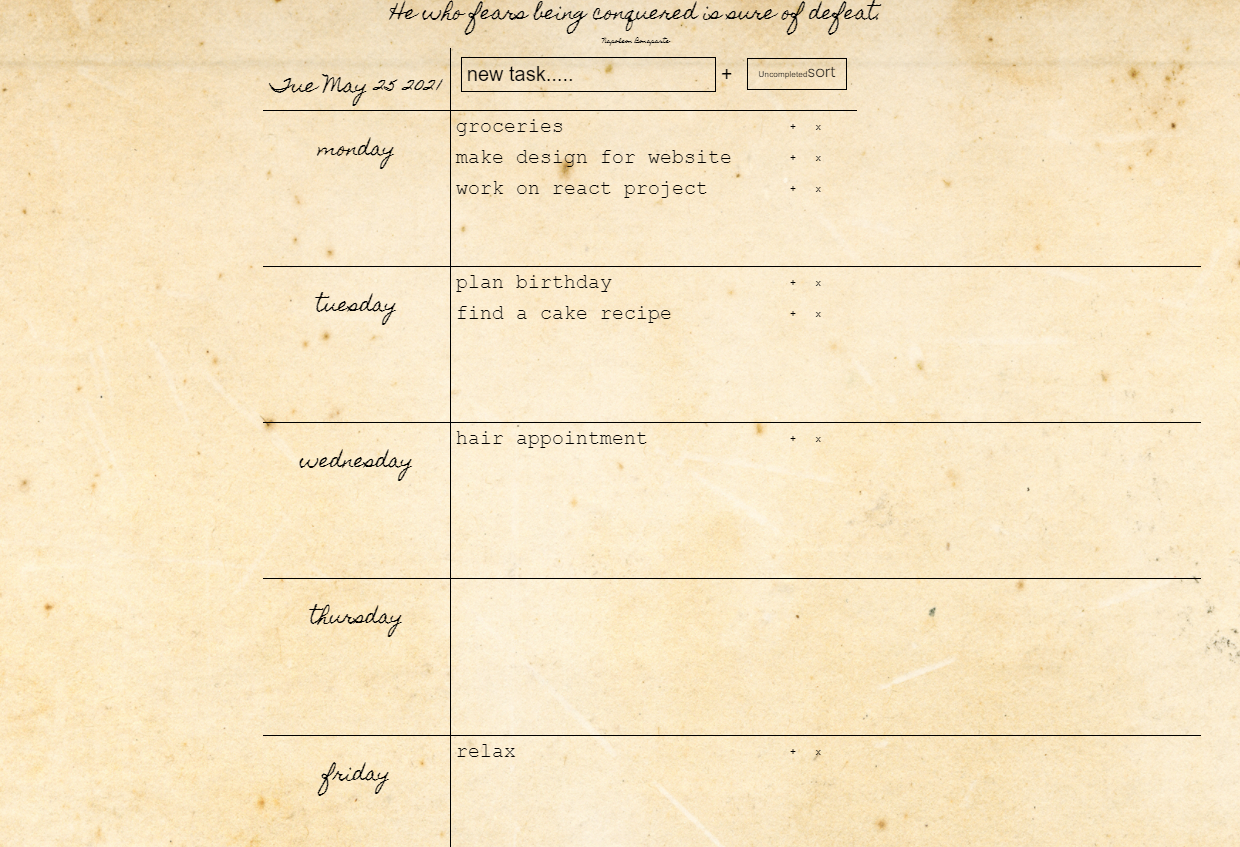 He who fears being conquered is sure of defeat.
Napoleon Bonaparte
Tue May 25 2021
new task..... + Uncompletedsort
monday
groceries + x
make design for website + x
work on react project + x
tuesday
plan birthday + x
find a cake recipe + x
wednesday
hair appointment + x
thursday
friday
relax + x